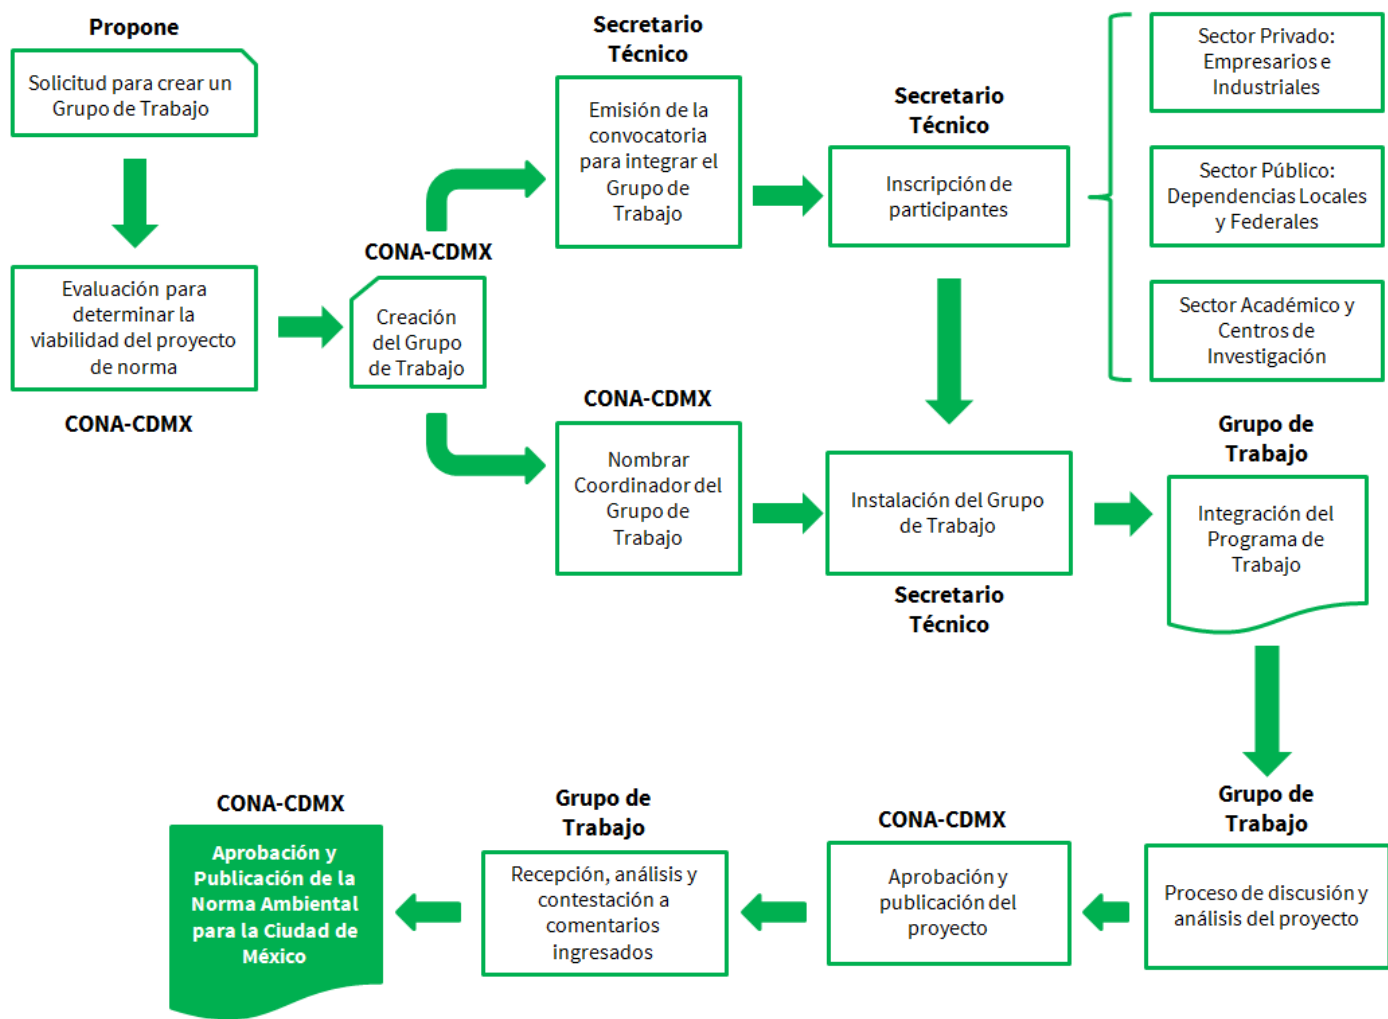 Propone
Solicitud para crear un
Grupo de Trabajo
Evaluación para
determinar la
viabilidad del proyecto
de norma
CONA-CDMX
CONA-CDMX
Creación
del Grupo
de Trabajo
Secretario
Técnico
Emisión de la
convocatoria
para integrar el
Grupo de
Trabajo
Secretario
Técnico
Inscripción de
participantes
Sector Privado:
Empresarios e
Industriales
Sector Público:
Dependencias Locales
y Federales
Sector Académico y
Centros de
Investigación
CONA-CDMX
Nombrar
Coordinador del
Grupo de
Trabajo
Instalación del Grupo
de Trabajo
Secretario
Técnico
Grupo de
Trabajo
Integración del
Programa de
Trabajo
Grupo de
Trabajo
Proceso de discusión y
análisis del proyecto
CONA-CDMX
Aprobación y
publicación del
proyecto
Grupo de
Trabajo
Recepción, análisis y
contestación a
comentarios
ingresados
CONA-CDMX
Aprobación y
Publicación de la
Norma Ambiental
para la Ciudad de
México